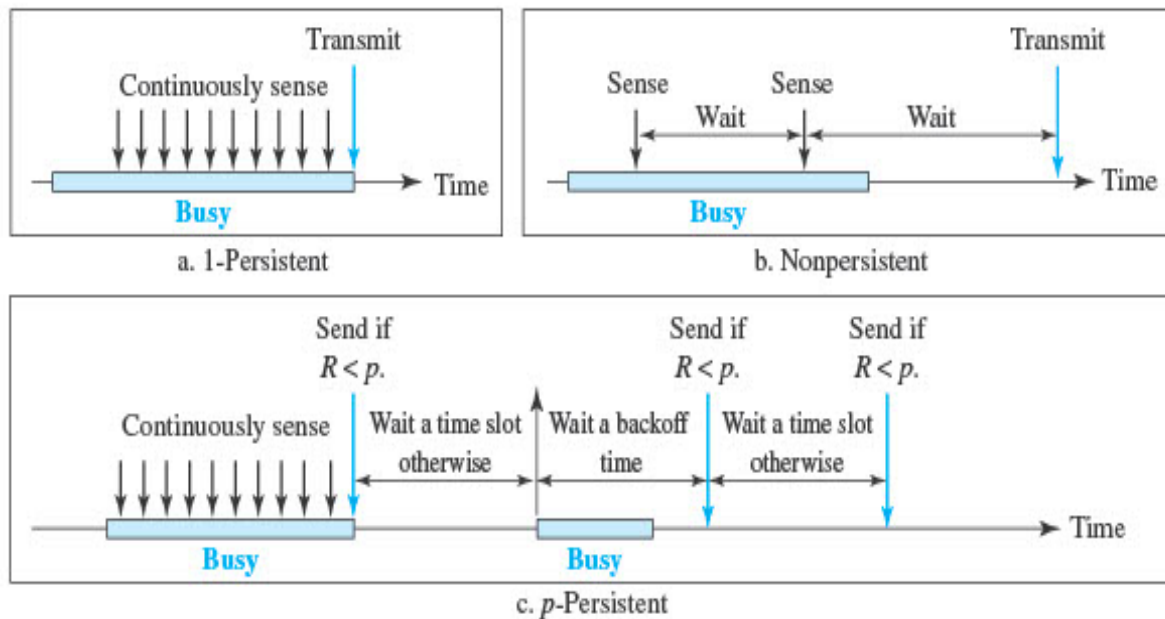 Transmit
Continuously sense
Time
Busy
a. 1-Persistent
Transmit
Sense
Sense
Wait
Wait
Time
Busy
b. Nonpersistent
Send if
R < p.
Send if
R < p.
Send if
R < p.
Continuously sense
Wait a time slot
otherwise
Wait a backoff
time
Wait a time slot
otherwise
Time
Busy
Busy
c. p-Persistent